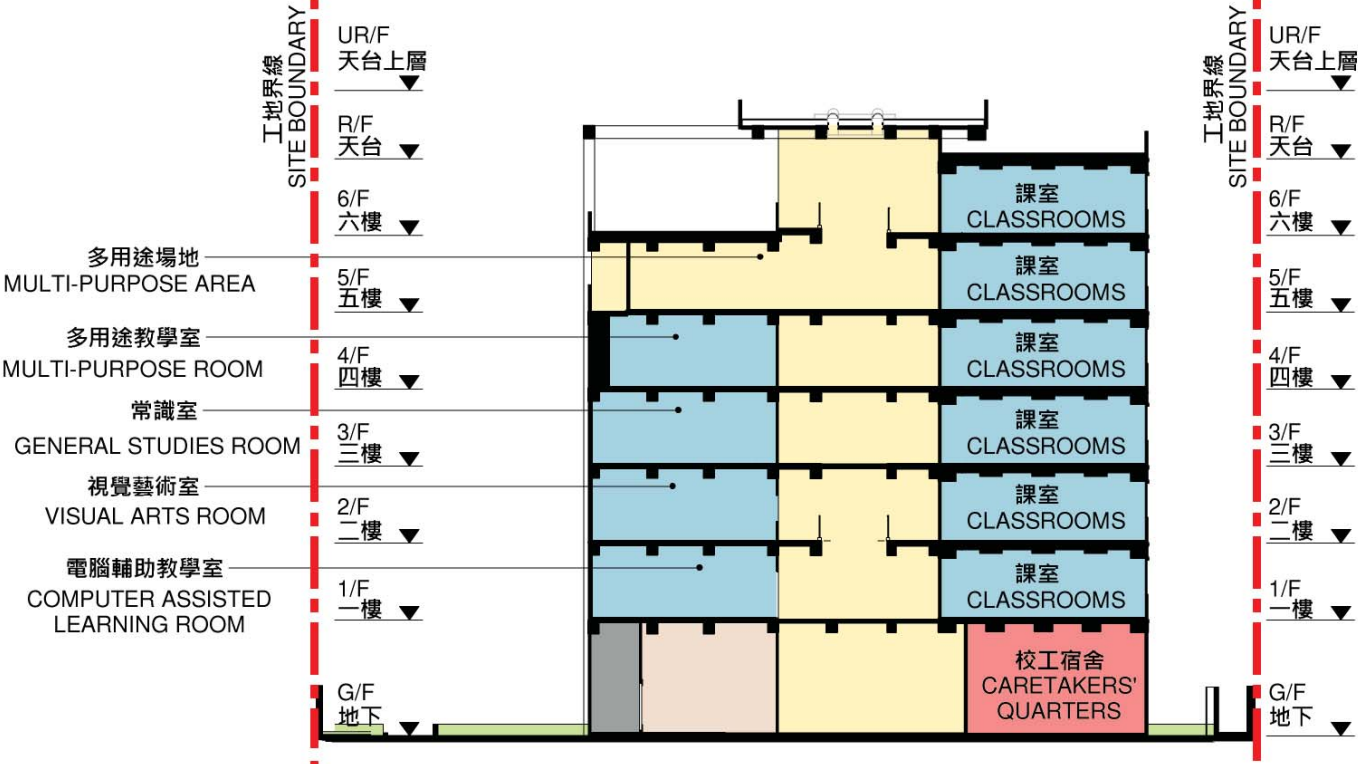 工地界線
SITE BOUNDARY
UR/F
天台上層
R/F
天台
6/F
六樓
5/F
五樓
4/F
四樓
3/F
三樓
2/F
二樓
1/F
一樓
G/F
地下
多用途場地
MULTI-PURPOSE AREA
多用途教學室
MULTI-PURPOSE ROOM
常識室
GENERAL STUDIES ROOM
視覺藝術室
VISUAL ARTS ROOM
電腦輔助教學室
COMPUTER ASSISTED
LEARNING ROOM
課室
CLASSROOMS
課室
CLASSROOMS
課室
CLASSROOMS
課室
CLASSROOMS
課室
CLASSROOMS
課室
CLASSROOMS
校工宿舍
CARETAKERS'
QUARTERS
工地界線
SITE BOUNDARY
UR/F
天台上層
R/F
天台
6/F
六樓
5/F
五樓
4/F
四樓
3/F
三樓
2/F
二樓
1/F
一樓
G/F
地下